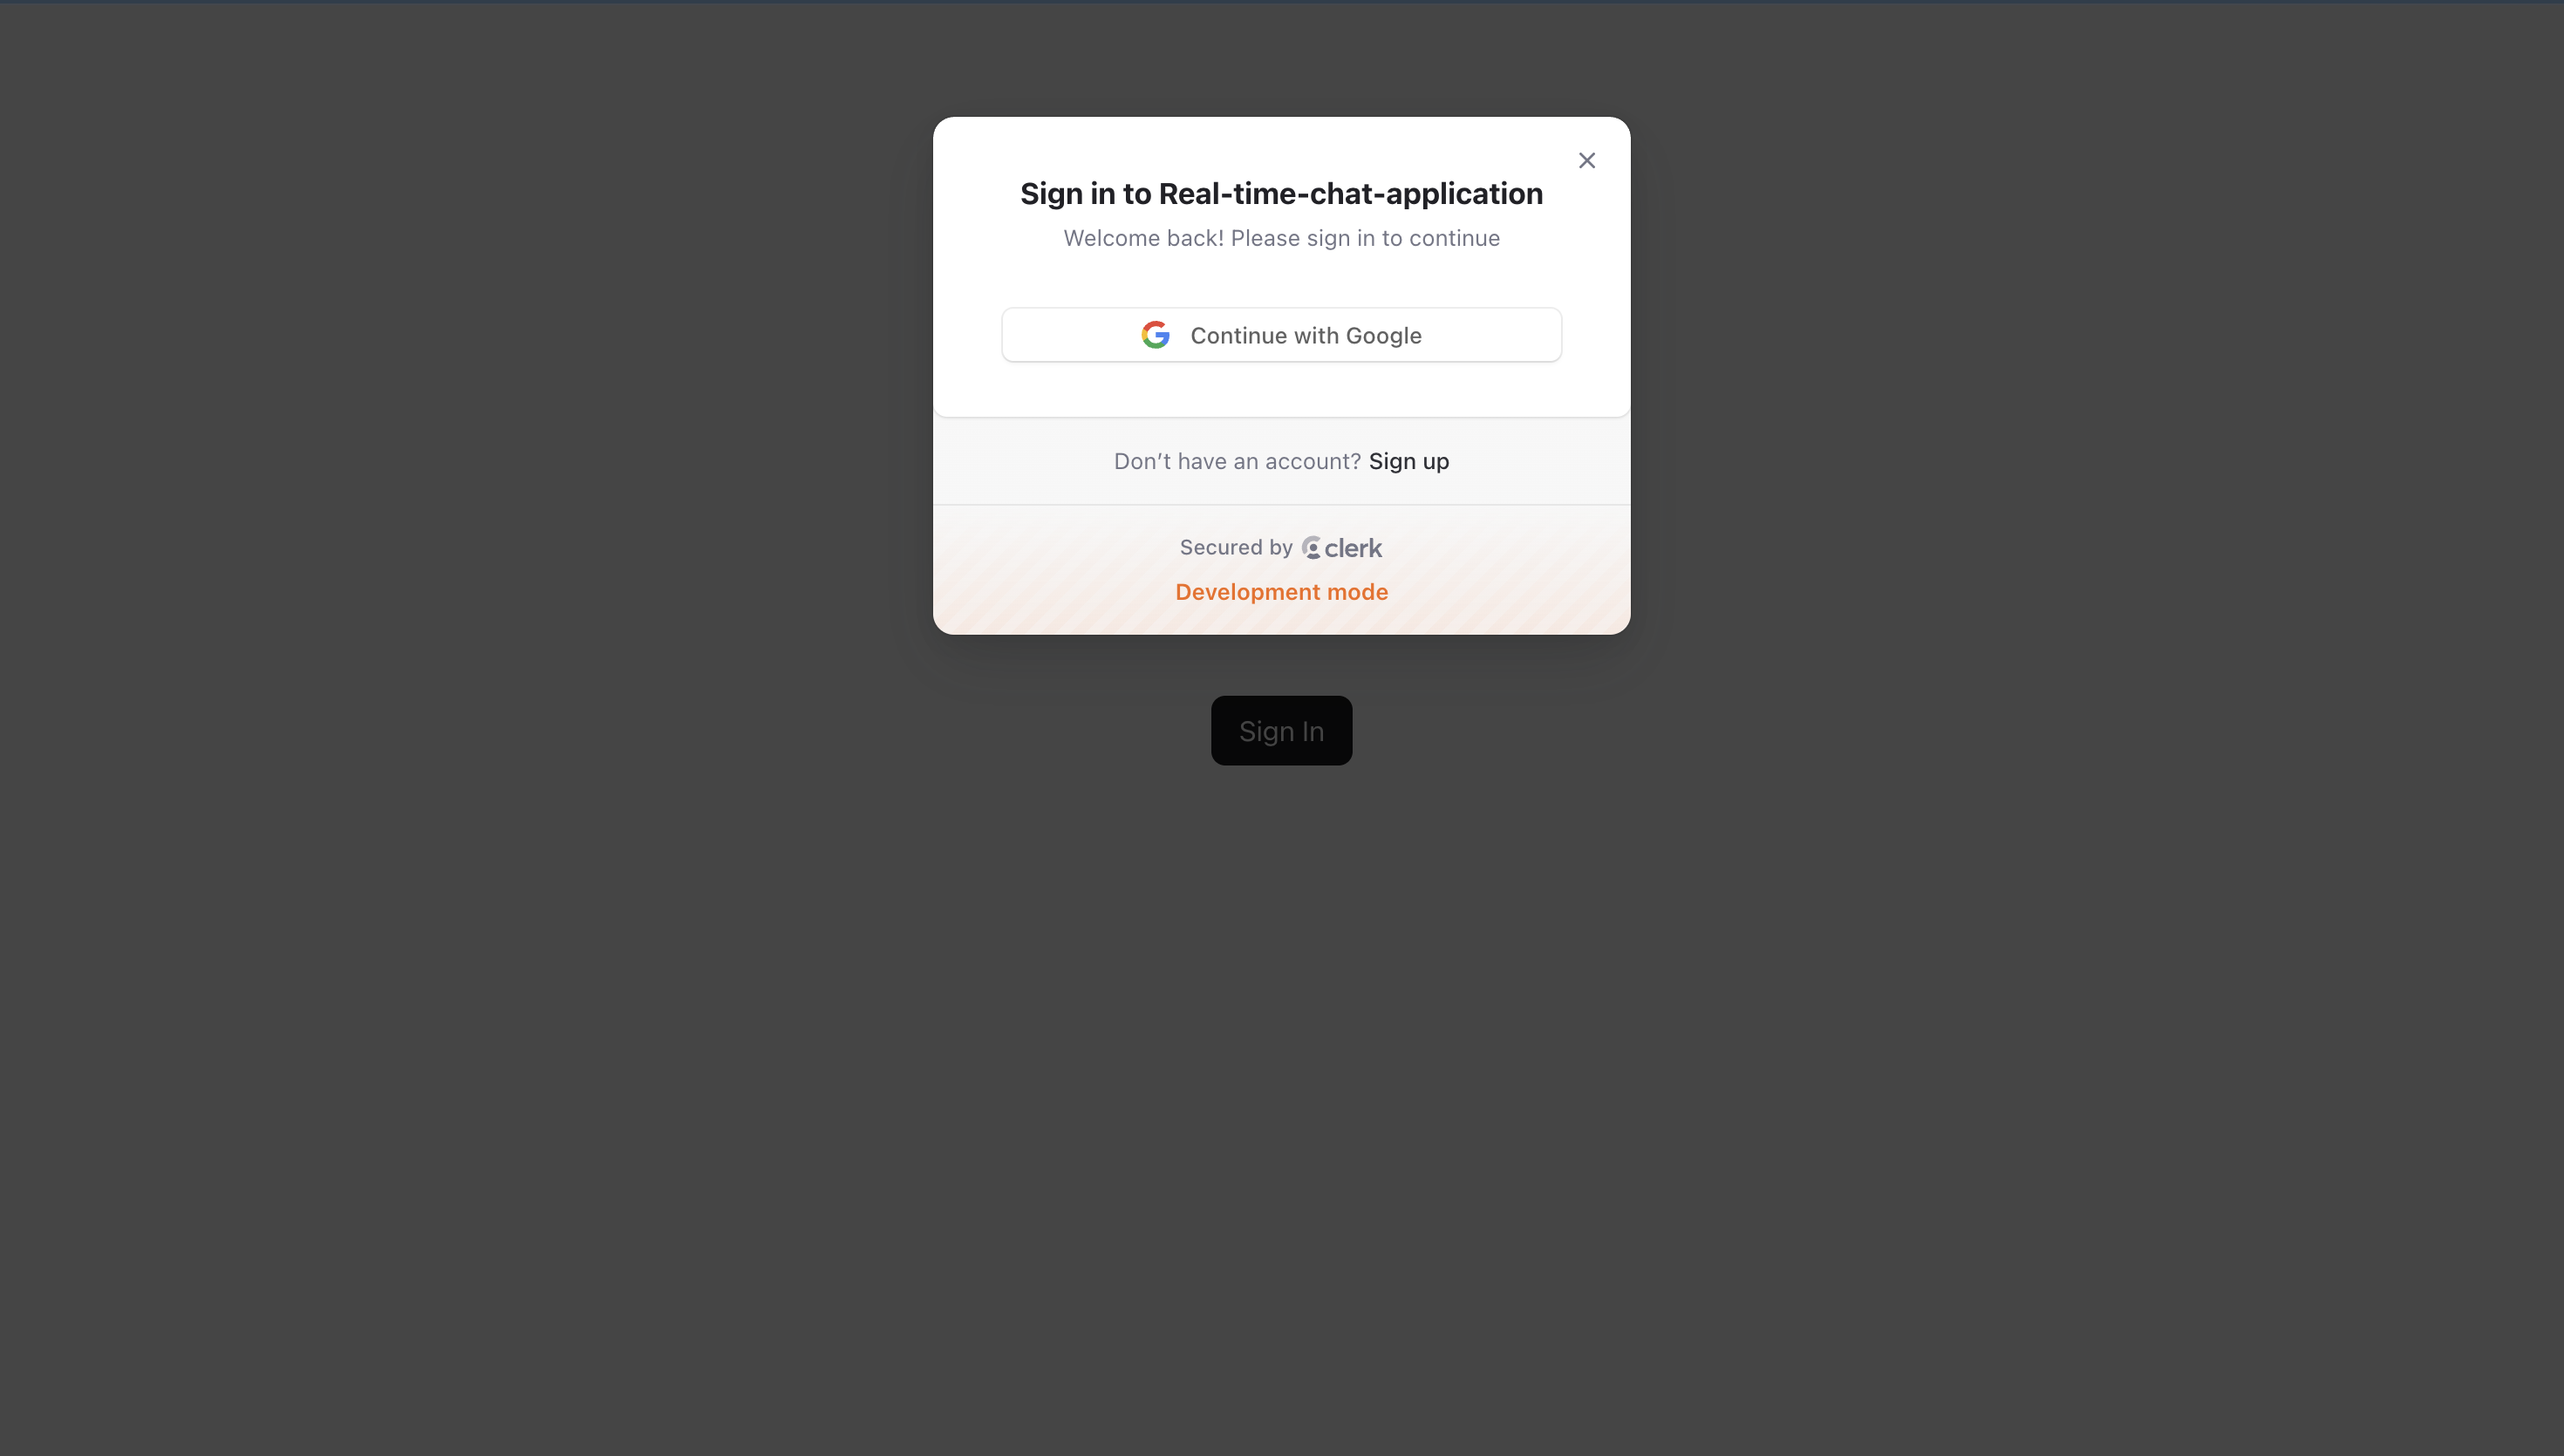 Sign in to Real-time-chat-application
Welcome back! Please sign in to continue
Continue with Google
Don’t have an account? Sign up
Secured by clerk
Development mode
Sign In